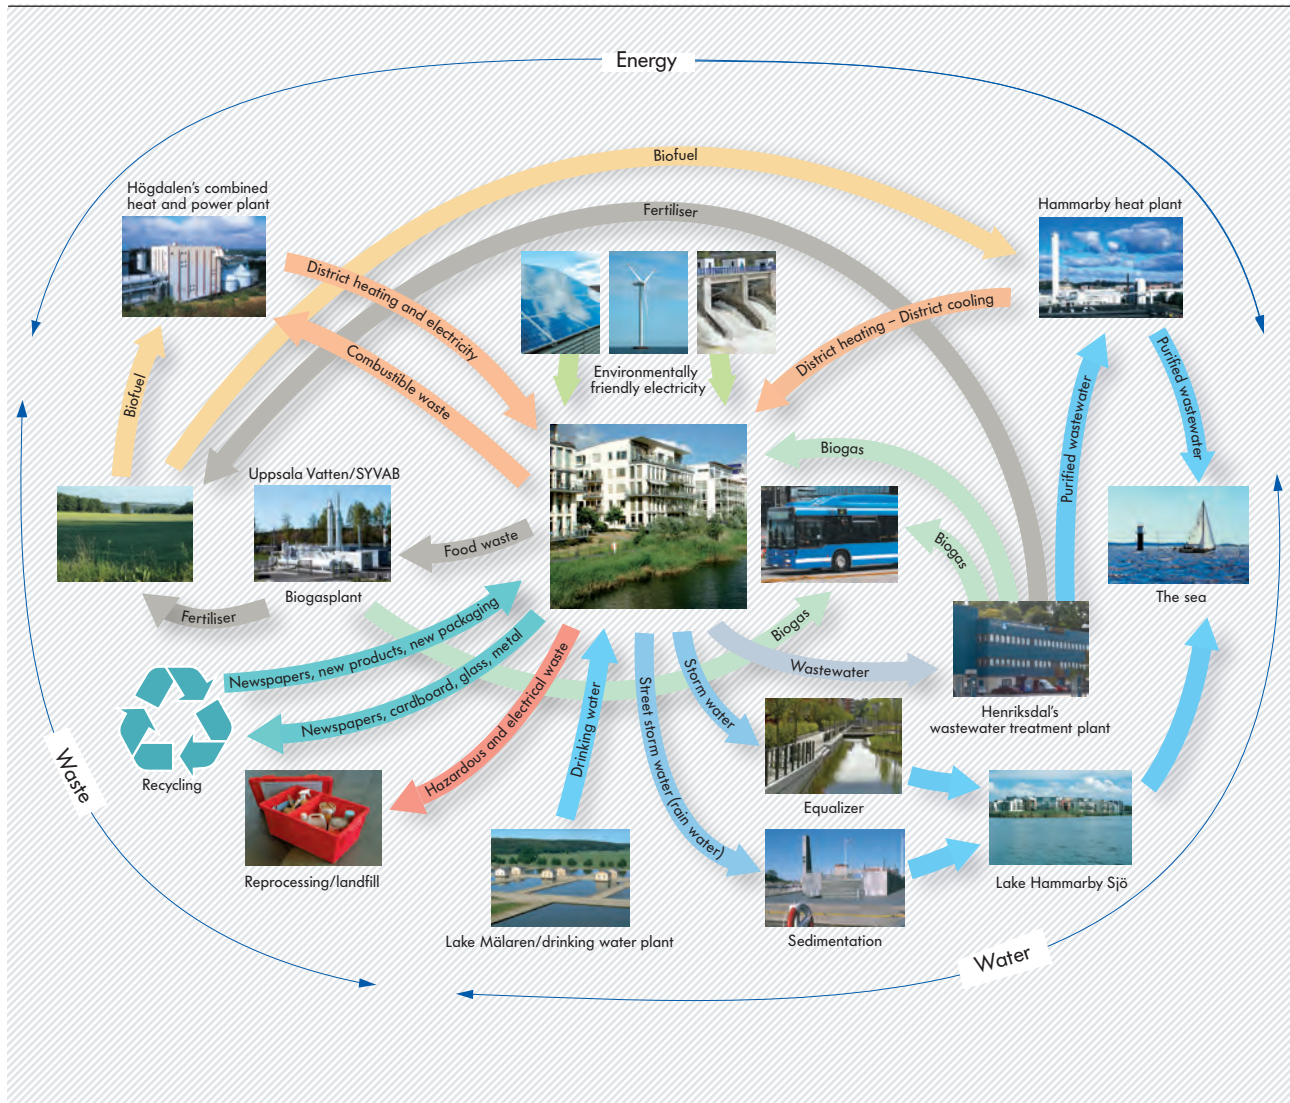 Energy
Biofuel
Högdalen's combined
heat and power plant
Fertiliser
Hammarby heat plant
District heating and electricity
District heating – District cooling
Combustible waste
Environmentally
friendly electricity
Biofuel
Purified wastewater
Purified wastewater
Uppsala Vatten/SYVAB
Biogas
Food waste
Biogas
Biogasplant
The sea
Fertiliser
Newspapers, new products, new packaging
Biogas
Newspapers, cardboard, glass, metal
Wastewater
Hazardous and electrical waste
Drinking water
Street storm water (rain water)
Storm water
Henriksdal's
wastewater treatment plant
Waste
Recycling
Equalizer
Reprocessing/landfill
Lake Hammarby Sjö
Lake Mälaren/drinking water plant
Sedimentation
Water